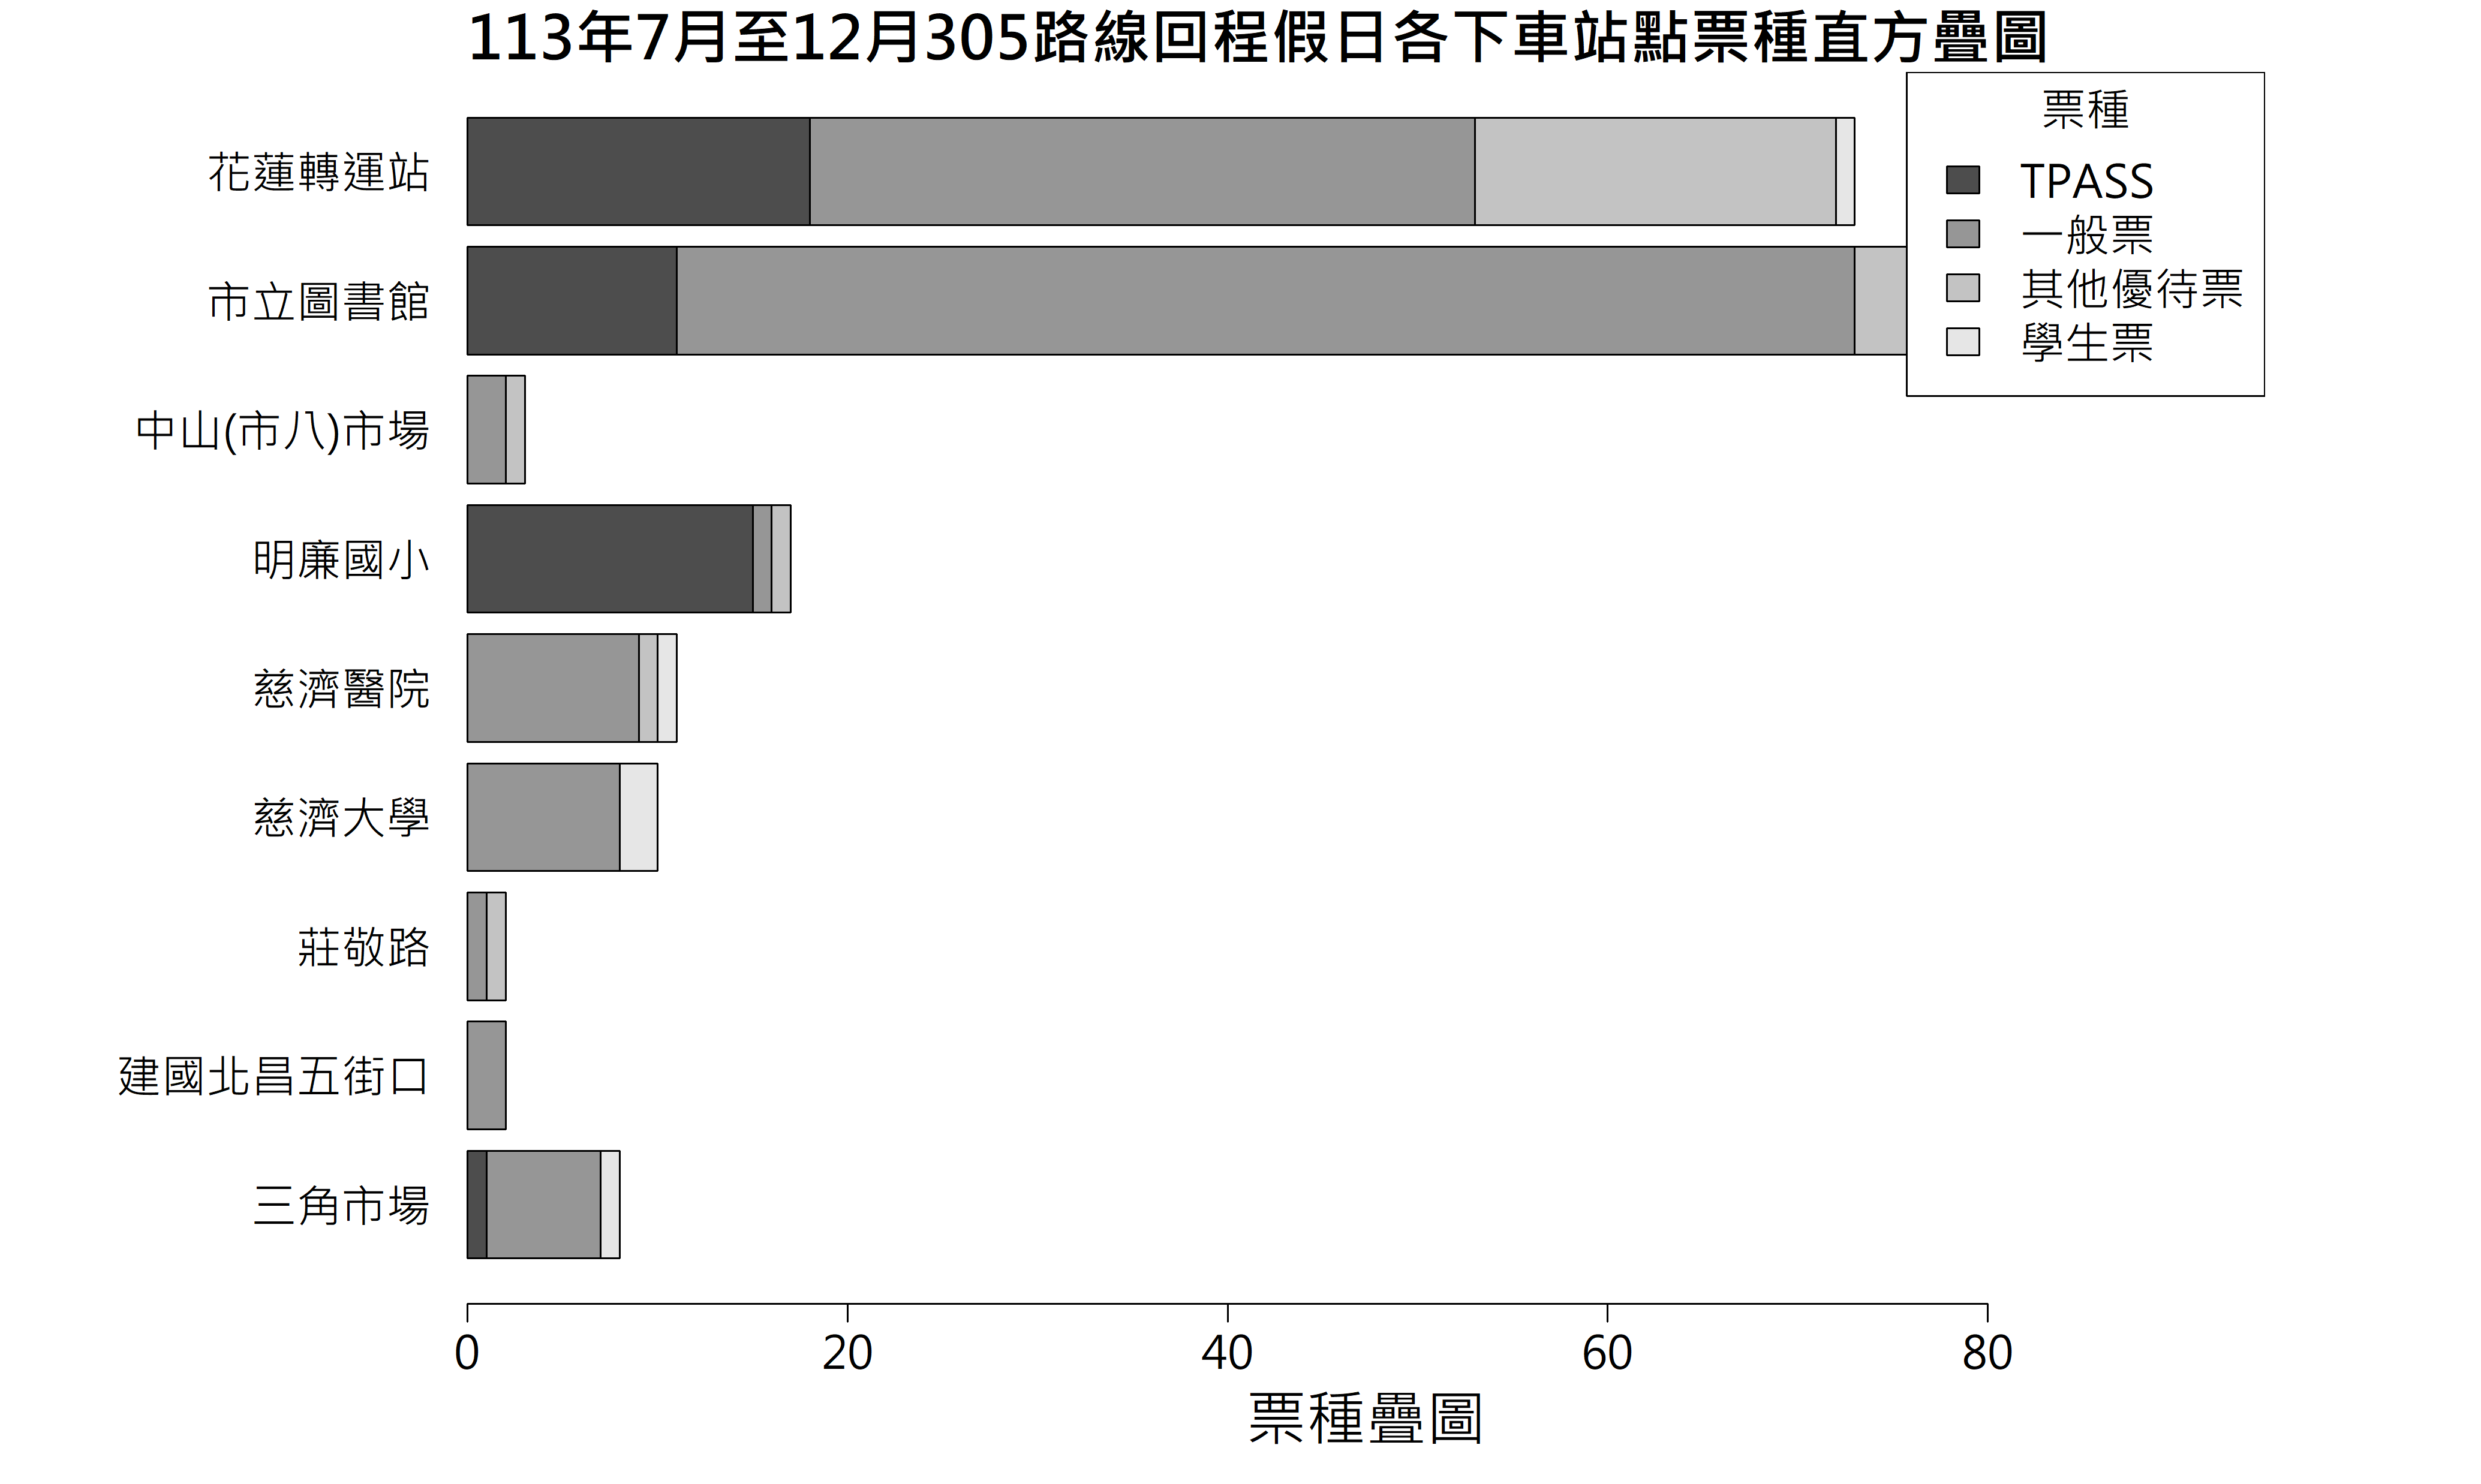 113年7月至12月305路線回程假日各下車站點票種直方疊圖
票種
TPASS
一般票
其他優待票
學生票
花蓮轉運站
市立圖書館
中山(市八)市場
明廉國小
慈濟醫院
慈濟大學
莊敬路
建國北昌五街口
三角市場
0 20 40 60 80
票種疊圖